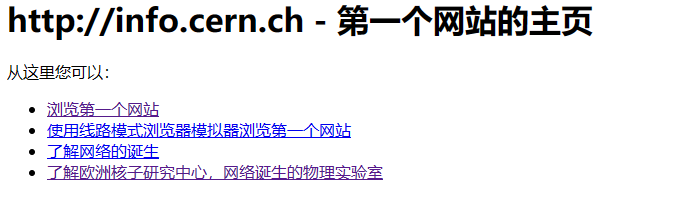 http://info.cern.ch - 第一个网站的主页
从这里您可以：
浏览第一个网站
使用线路模式浏览器模拟器浏览第一个网站
了解网络的诞生
了解欧洲核子研究中心，网络诞生的物理实验室